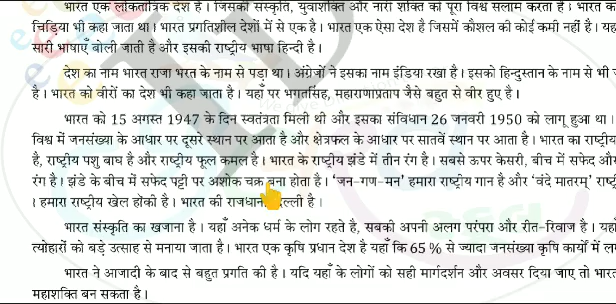 भारत एक लोकतांत्रिक देश है। जिसकी संस्कृति, युवाशक्ति और नारी शक्ति को पूरा विश्व सलाम करता है। भारत क
चिड़िया भी कहा जाता था। भारत प्रगतिशील देशों में से एक है। भारत एक ऐसा देश है जिसमें कौशल की कोई कमी नहीं है। यह
सारी भाषाएँ बोली जाती है और इसकी राष्ट्रीय भाषा हिन्दी है।
देश का नाम भारत राजा भरत के नाम से पड़ा था। अंग्रेजों ने इसका नाम इंडिया रखा है। इसको हिन्दुस्तान के नाम से भी
है। भारत को वीरों का देश भी कहा जाता है। यहाँ पर भगतसिंह, महाराणाप्रताप जैसे बहुत से वीर हुए है।
भारत को 15 अगस्त 1947 के दिन स्वतंत्रता मिली थी और इसका संविधान 26 जनवरी 1950 को लागू हुआ था।
विश्व में जनसंख्या के आधार पर दूसरे स्थान पर आता है और क्षेत्रफल के आधार पर सातवें स्थान पर आता है। भारत का राष्ट्रीय
है, राष्ट्रीय पशु बाघ है और राष्ट्रीय फूल कमल है। भारत के राष्ट्रीय झंडे में तीन रंग है। सबसे ऊपर केसरी, बीच में सफेद और
रंग है। झंडे के बीच में सफेद पट्टी पर अशोक चक्र बना होता है। 'जन-गण-मन' हमारा राष्ट्रीय गान है और 'वंदे मातरम्'
। हमारा राष्ट्रीय खेल हॉकी है। भारत की राजधानी दिल्ली है।
भारत संस्कृति का खजाना है। यहाँ अनेक धर्म के लोग रहते है, सबकी अपनी अलग परंपरा और रीत-रिवाज है।
त्योहारों को बड़े उत्साह से मनाया जाता है। भारत एक कृषि प्रधान देश है यहाँ कि 65 % से ज्यादा जनसंख्या कृषि कार्यों में
भारत ने आजादी के बाद से बहुत प्रगति की है। यदि यहाँ के लोगों को सही मार्गदर्शन और अवसर दिया जाए तो भारत
महाशक्ति बन सकता है।